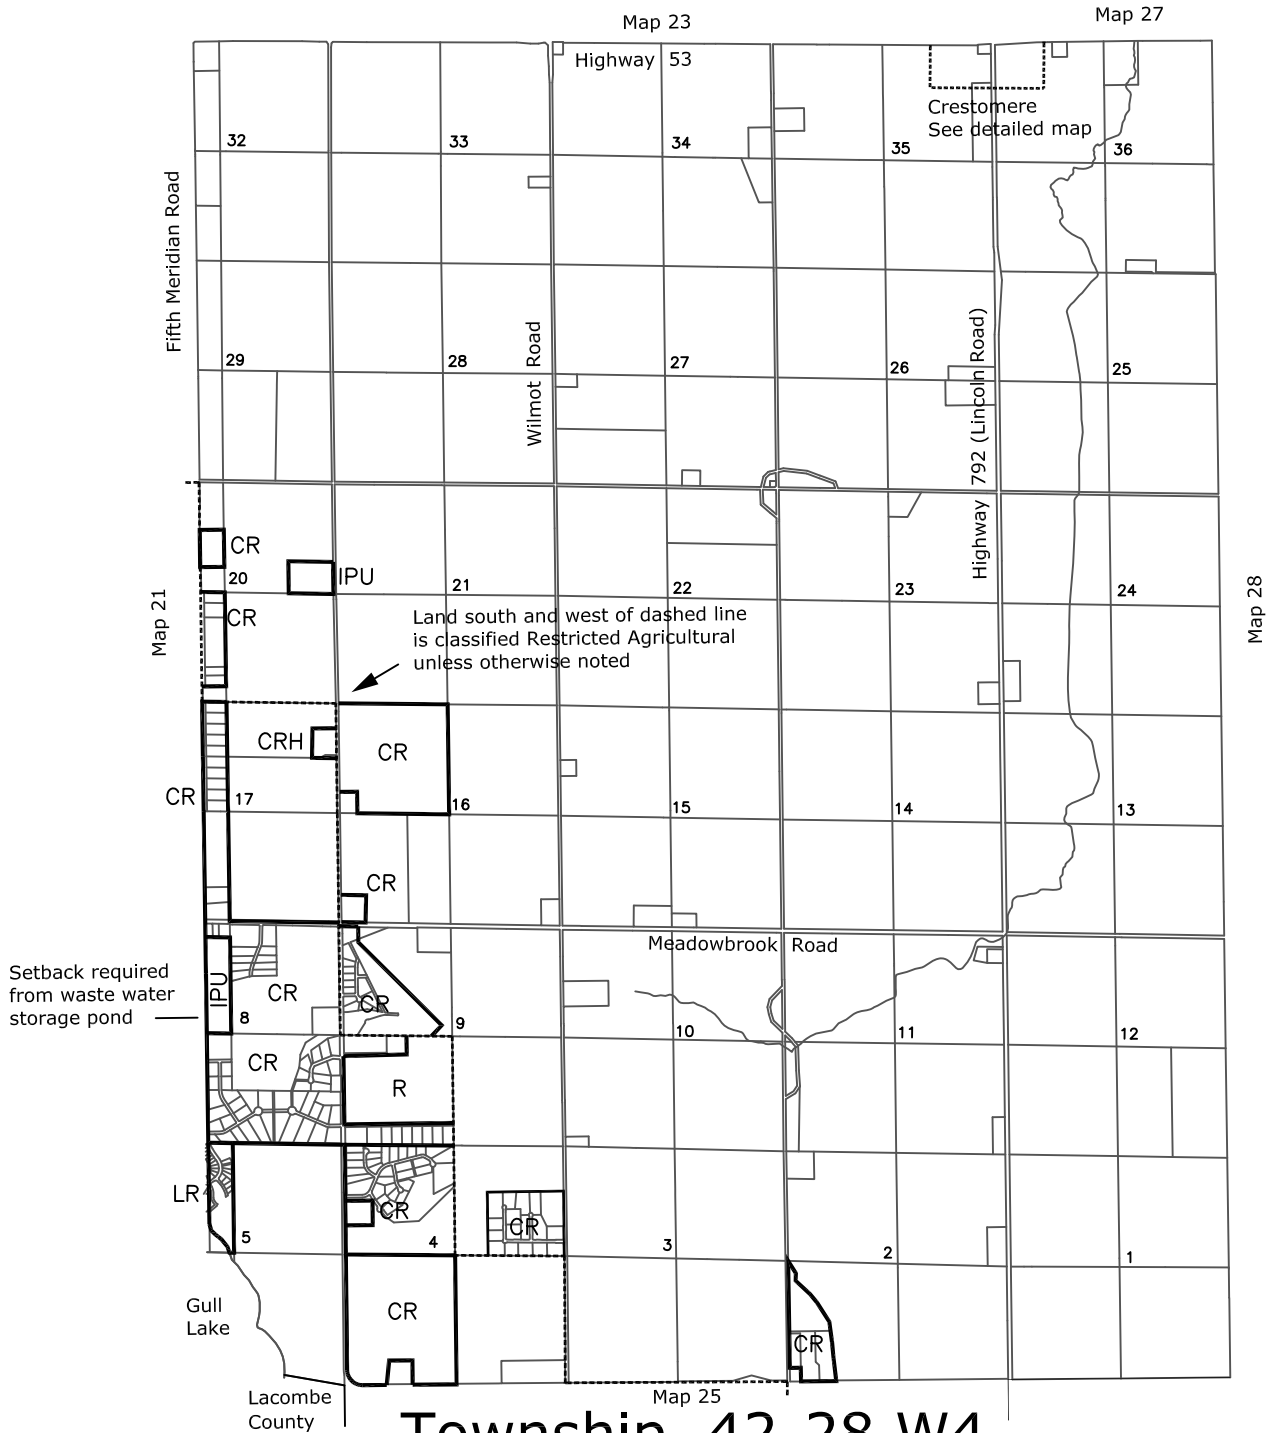 Map 23
Map 27
Highway 53
Crestomere
See detailed map
32
33
34
35
36
Fifth Meridian Road
Wilmot Road
Highway 792 (Lincoln Road)
29
28
27
26
25
CR
20
IPU
21
22
23
24
Map 21
Map 28
CR
Land south and west of dashed line
is classified Restricted Agricultural
unless otherwise noted
CRH
CR
CR
17
16
15
14
13
CR
Meadowbrook Road
Setback required
from waste water
storage pond
IPU
CR
CR
8
9
10
11
12
CR
R
LR
CR
CR
5
4
3
2
1
Gull
Lake
CR
CR
Lacombe
County
Map 25
Township 42-28-W4